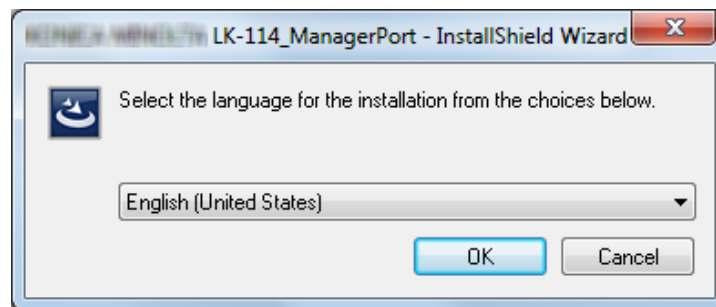 LK-114_ManagerPort - InstallShield Wizard
Select the language for the installation from the choices below.
English (United States)
OK Cancel